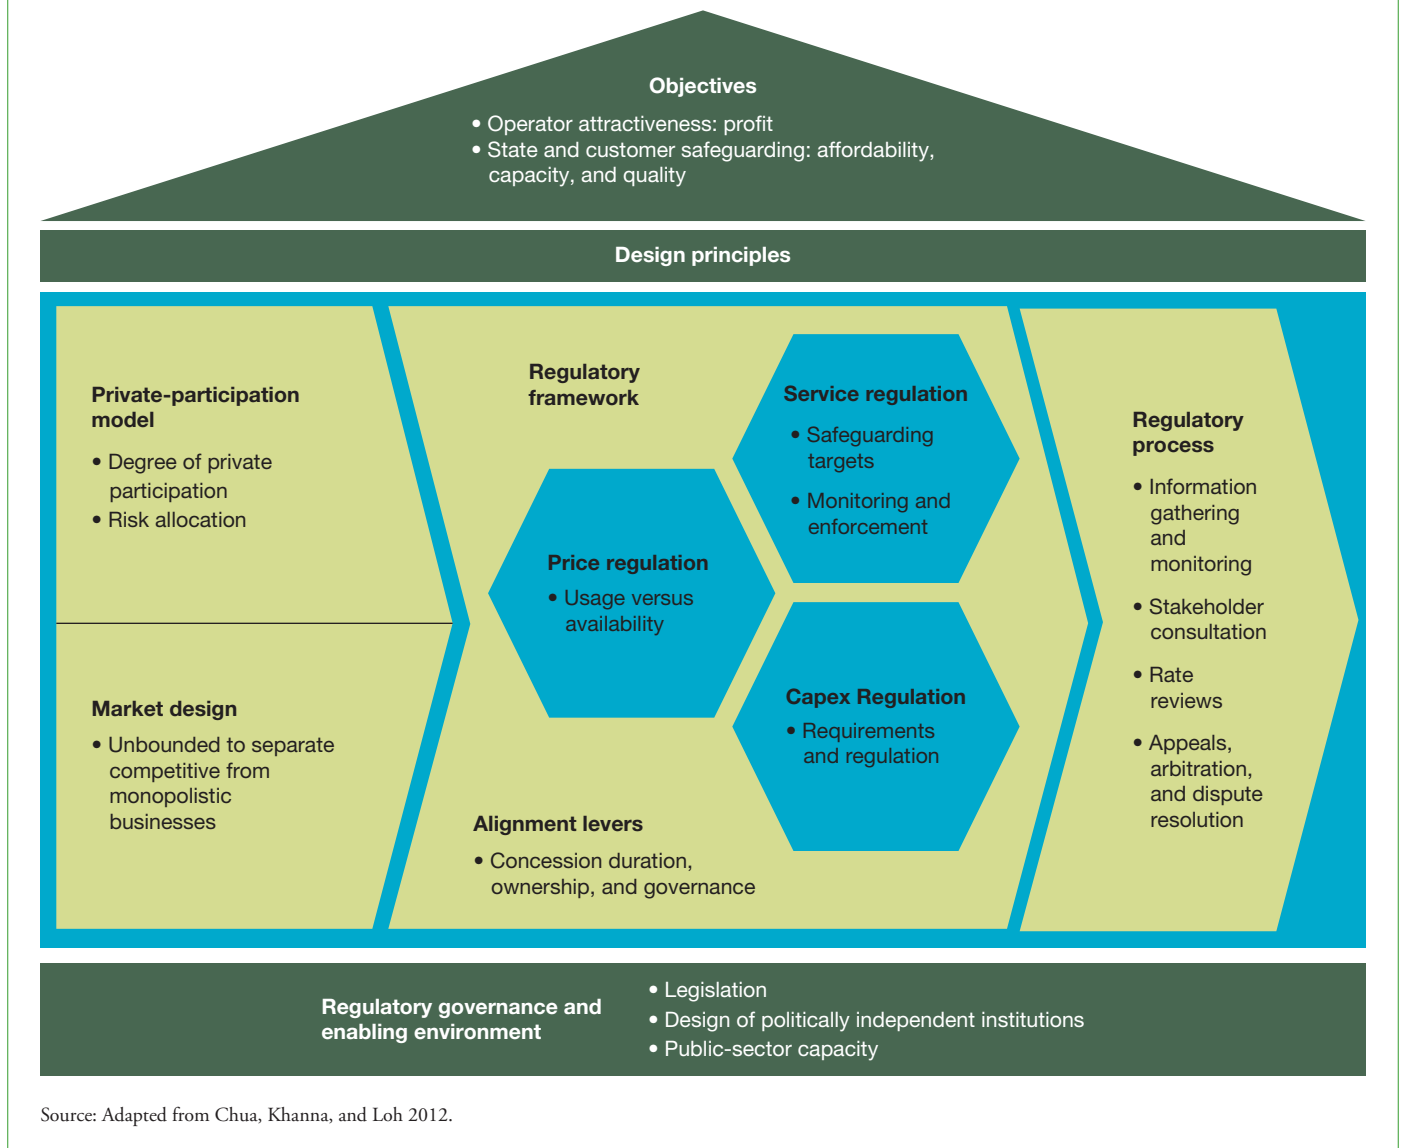 Objectives
• Operator attractiveness: profit
• State and customer safeguarding: affordability,
capacity, and quality
Design principles
Private-participation
model
• Degree of private
participation
• Risk allocation
Market design
• Unbounded to separate
competitive from
monopolistic
businesses
Regulatory
framework
Price regulation
• Usage versus
availability
Service regulation
• Safeguarding
targets
• Monitoring and
enforcement
Capex Regulation
• Requirements
and regulation
Alignment levers
• Concession duration,
ownership, and governance
Regulatory
process
• Information
gathering
and
monitoring
• Stakeholder
consultation
• Rate
reviews
• Appeals,
arbitration,
and dispute
resolution
Regulatory governance and
enabling environment
• Legislation
• Design of politically independent institutions
• Public-sector capacity
Source: Adapted from Chua, Khanna, and Loh 2012.